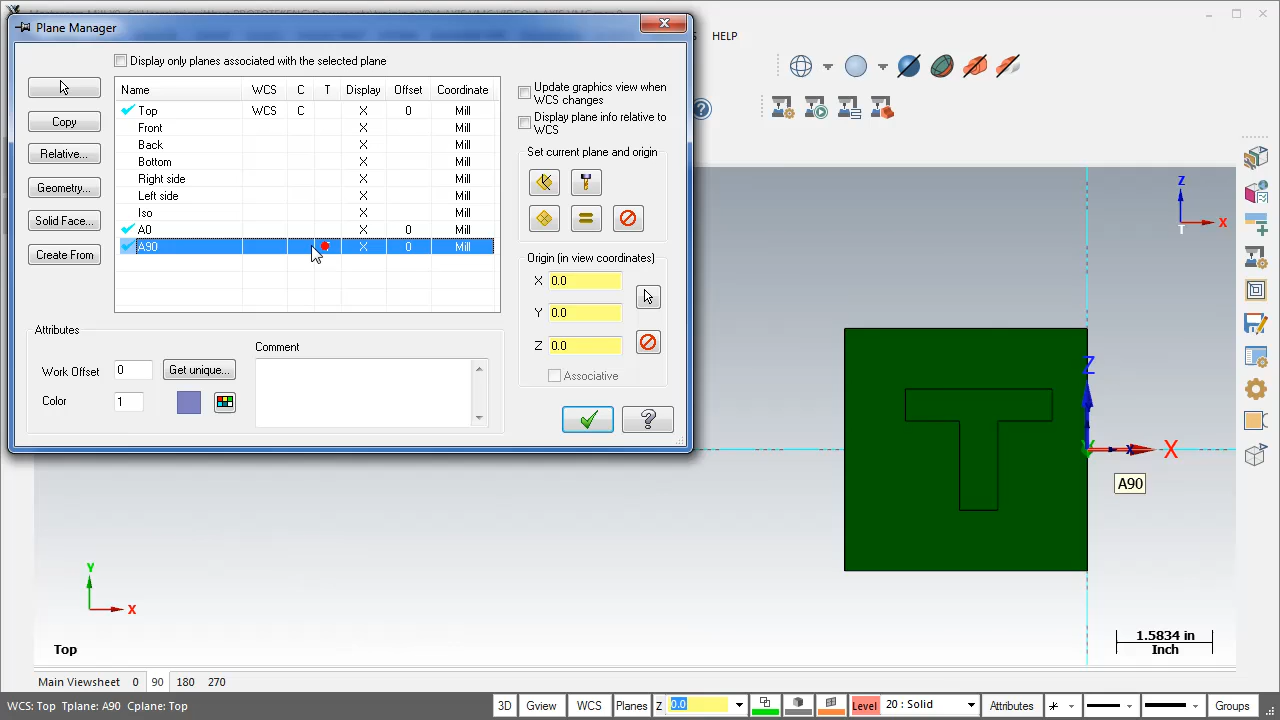 Plane Manager
HELP
Display only planes associated with the selected plane
Name WCS C T Display Offset Coordinate
Top WCS C X 0 Mill
Front X Mill
Back X Mill
Bottom X Mill
Right side X Mill
Left side X Mill
Iso X Mill
A0 X 0 Mill
A90 X 0 Mill
Copy
Relative...
Geometry...
Solid Face...
Create From
Update graphics view when
WCS changes
Display plane info relative to
WCS
Set current plane and origin
Origin (in view coordinates)
X 0.0
Y 0.0
Z 0.0
Associative
Attributes
Work Offset 0 Get unique...
Color 1
Comment
Z
X
T
Z
X
A90
Y
X
Top
1.5834 in
Inch
Main Viewsheet 0 90 180 270
WCS: Top Tplane: A90 Cplane: Top
3D Gview WCS Planes Z 0.0 Level 20 : Solid Attributes Groups